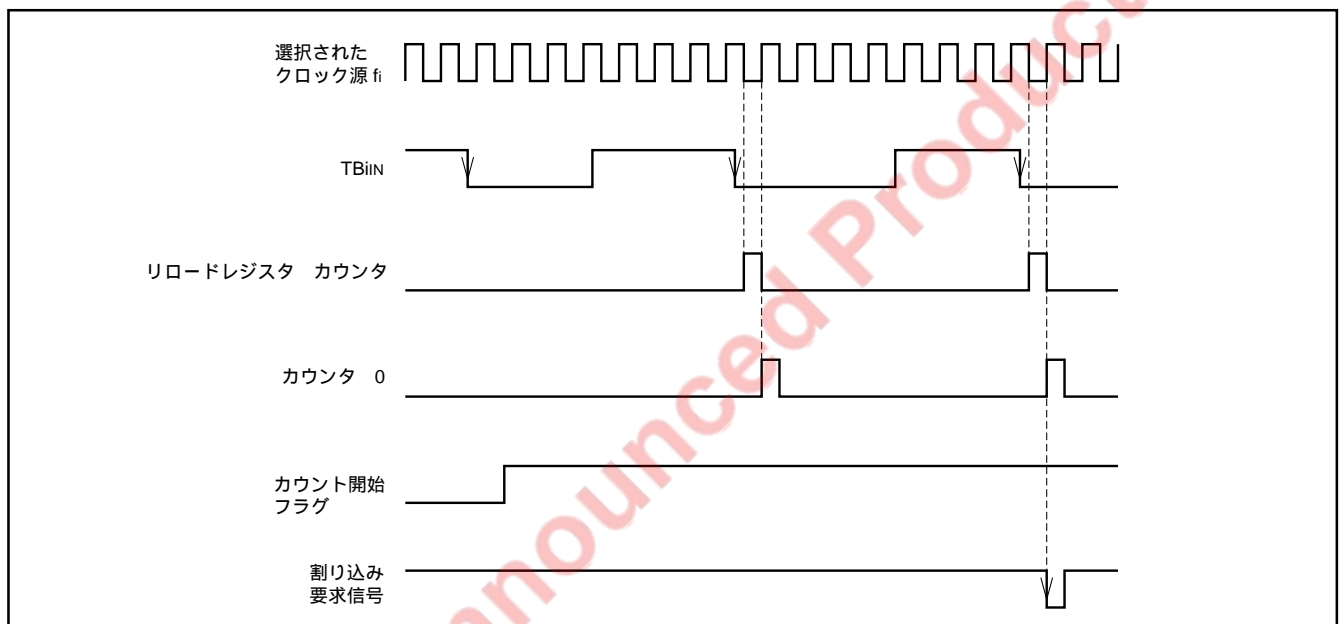 選択された
クロック源 fi
TBiIN
リロードレジスタ　カウンタ
カウンタ　0
カウント開始
フラグ
割り込み
要求信号
nounced Product